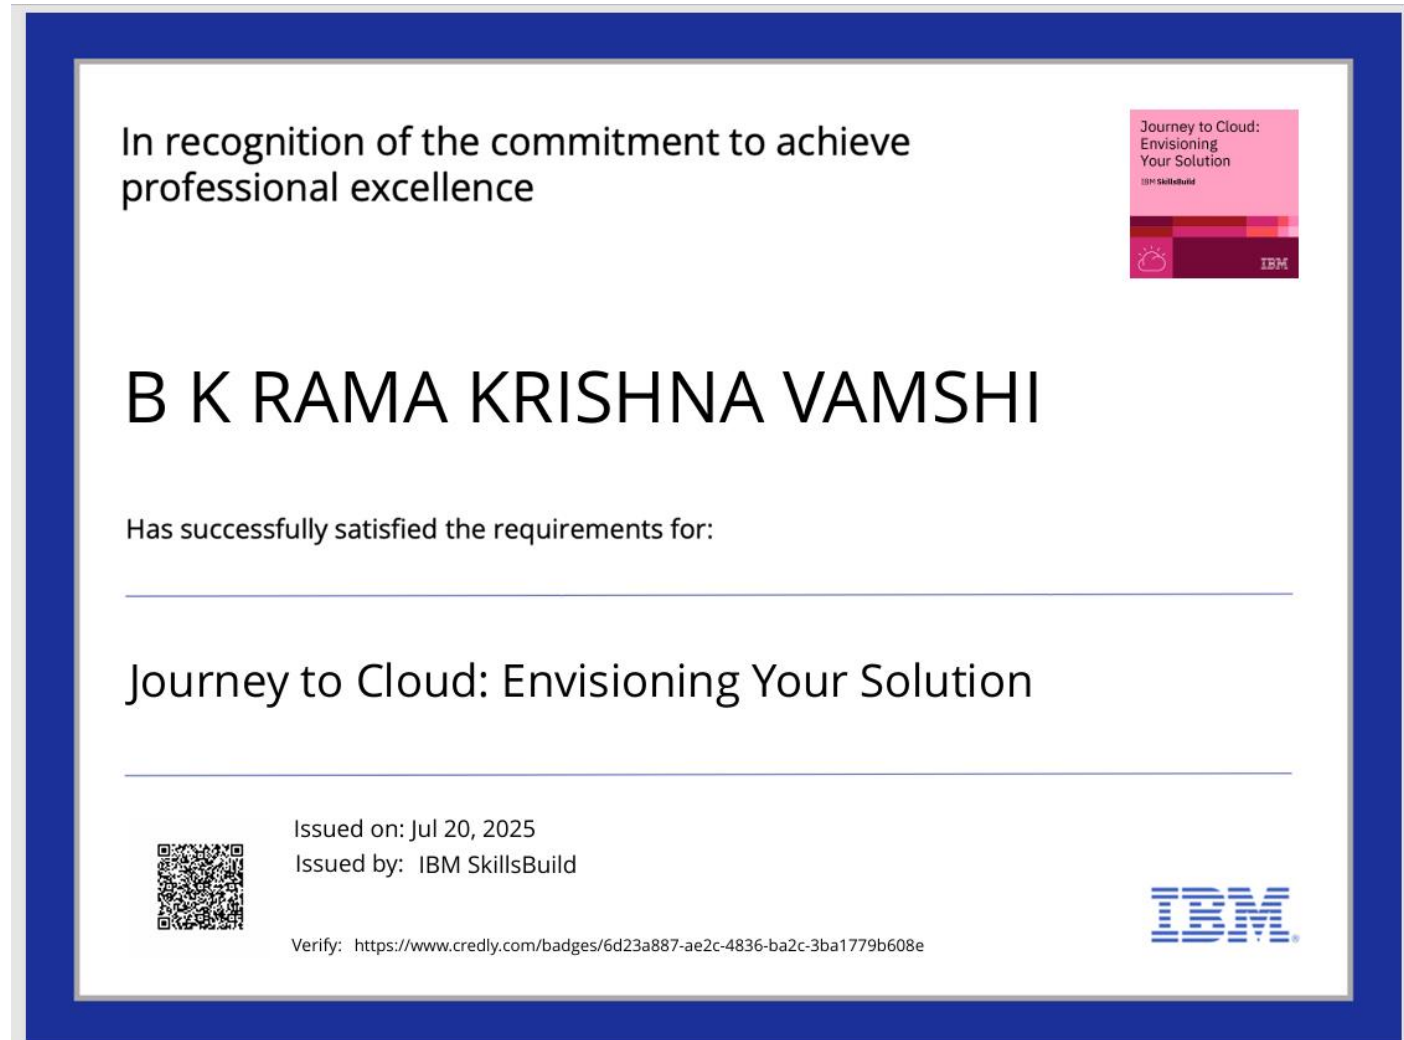 In recognition of the commitment to achieve
professional excellence
Journey to Cloud:
Envisioning
Your Solution
IBM SkillsBuild
IBM
B K RAMA KRISHNA VAMSHI
Has successfully satisfied the requirements for:
Journey to Cloud: Envisioning Your Solution
Issued on: Jul 20, 2025
Issued by: IBM SkillsBuild
Verify: https://www.credly.com/badges/6d23a887-ae2c-4836-ba2c-3ba1779b608e
IBM®